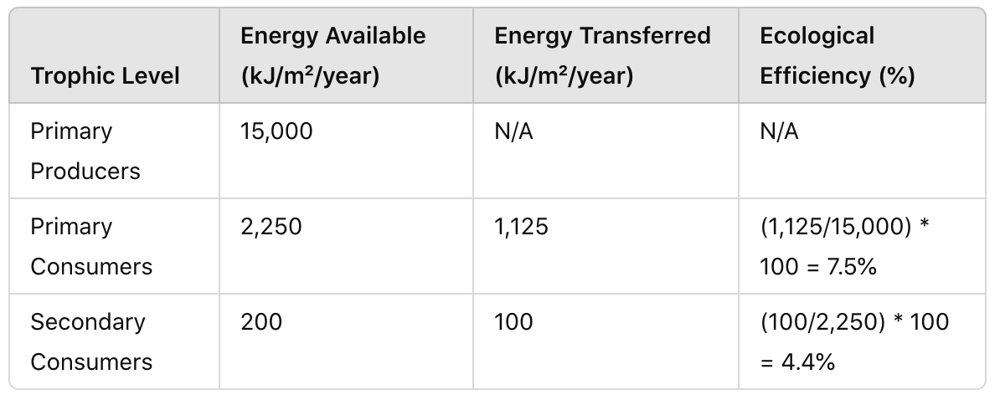 Trophic Level
Energy Available
(kJ/m²/year)
Energy Transferred
(kJ/m²/year)
Ecological
Efficiency (%)
Primary
Producers
15,000
N/A
N/A
Primary
Consumers
2,250
1,125
(1,125/15,000) *
100 = 7.5%
Secondary
Consumers
200
100
(100/2,250) * 100
= 4.4%